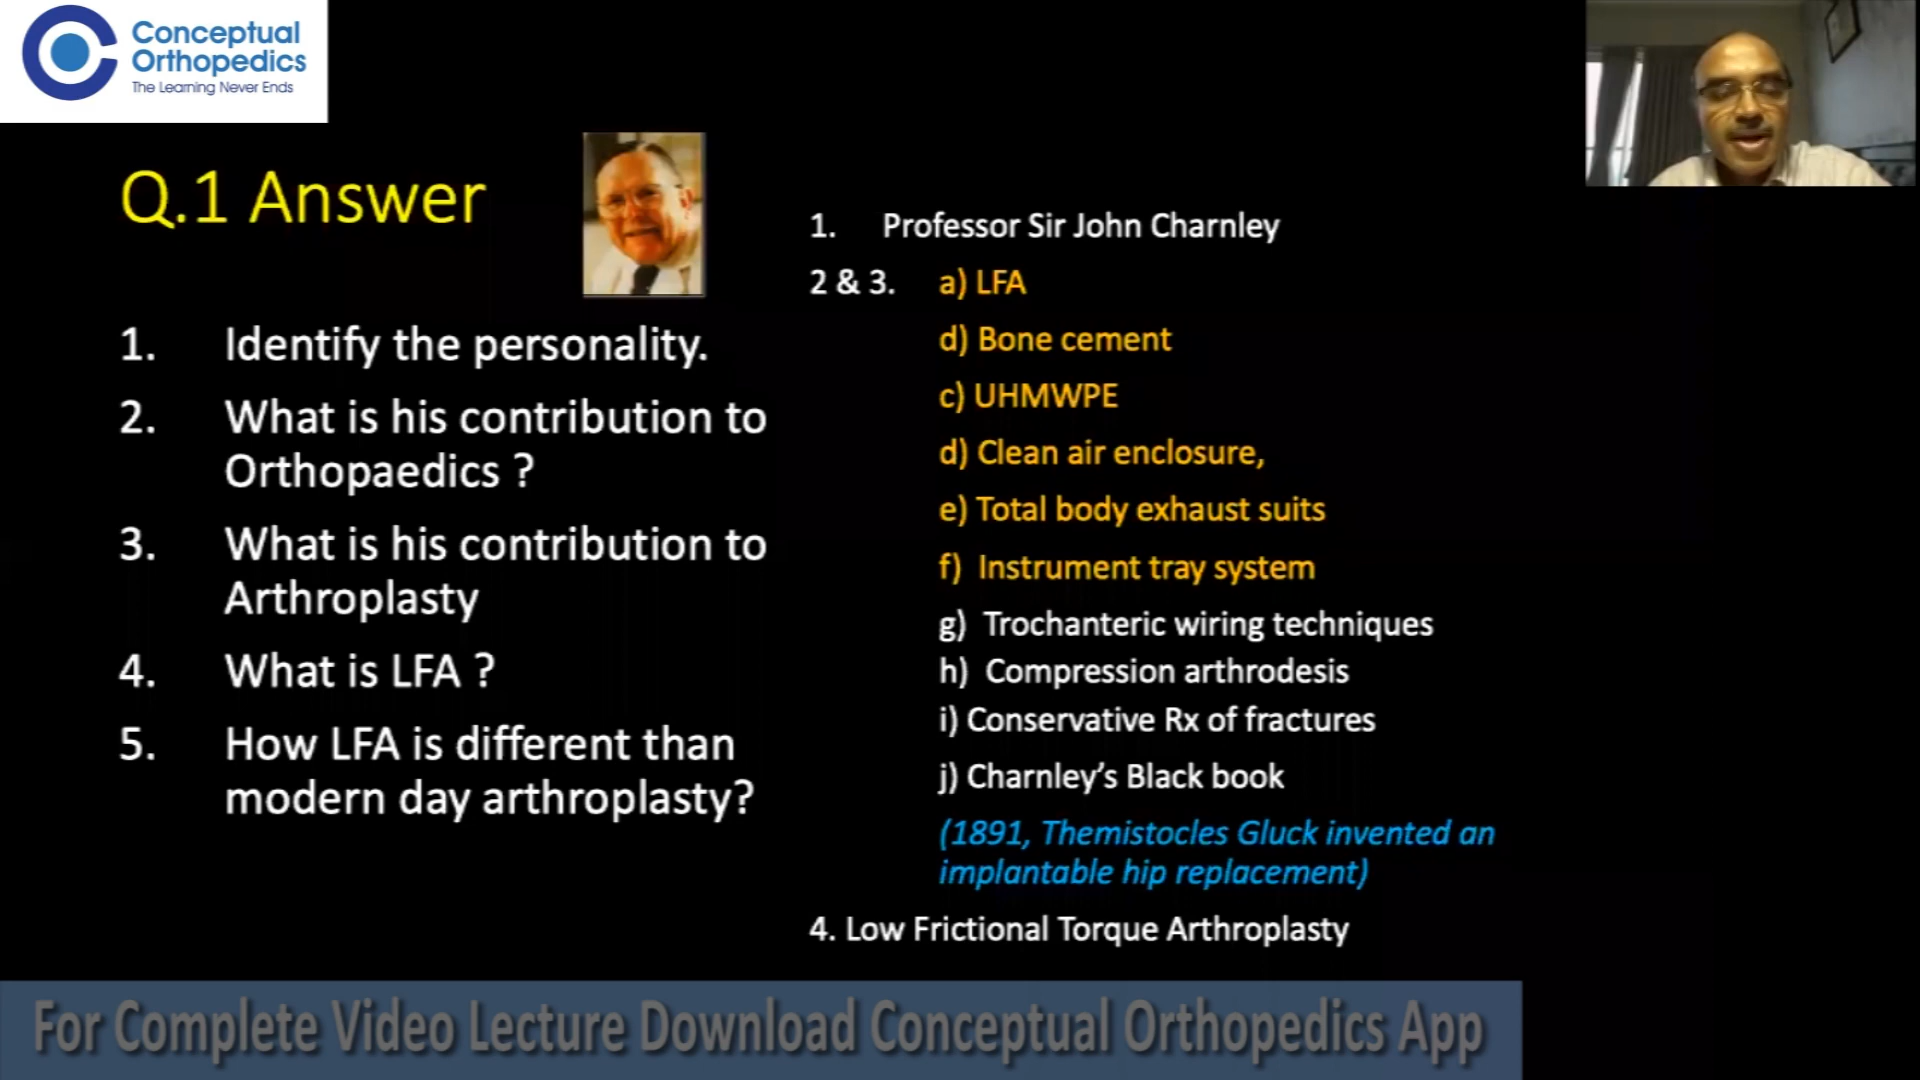 Conceptual
Orthopedics
The Learning Never Ends
Q.1 Answer
1. Identify the personality.
2. What is his contribution to
Orthopaedics ?
3. What is his contribution to
Arthroplasty
4. What is LFA ?
5. How LFA is different than
modern day arthroplasty?
1. Professor Sir John Charnley
2 & 3. a) LFA
d) Bone cement
c) UHMWPE
d) Clean air enclosure,
e) Total body exhaust suits
f) Instrument tray system
g) Trochanteric wiring techniques
h) Compression arthrodesis
i) Conservative Rx of fractures
j) Charnley’s Black book
(1891, Themistocles Gluck invented an
implantable hip replacement)
4. Low Frictional Torque Arthroplasty
For Complete Video Lecture Download Conceptual Orthopedics App